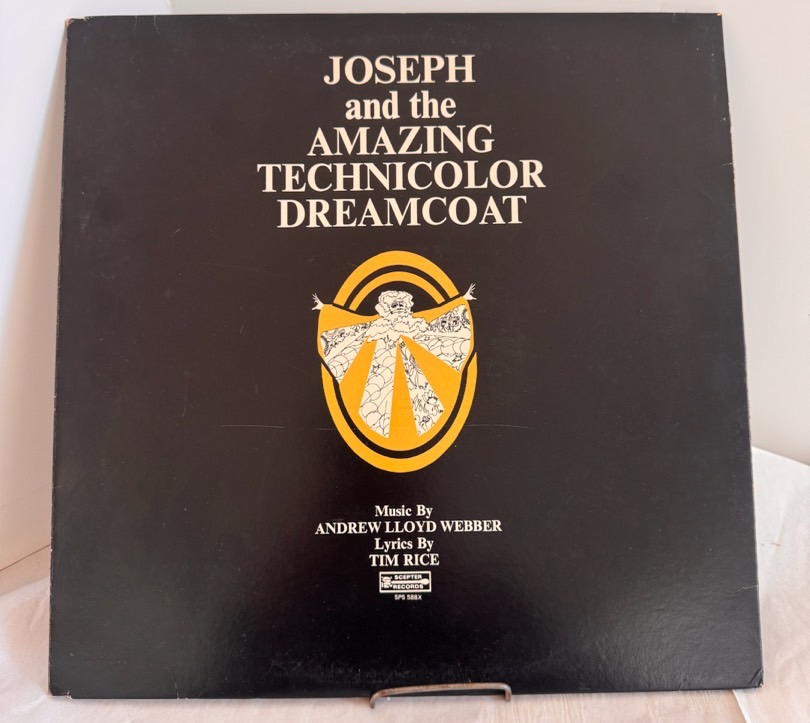 JOSEPH
and the
AMAZING
TECHNICOLOR
DREAMCOAT
Music By
ANDREW LLOYD WEBBER
Lyrics By
TIM RICE
SCEPTER
RECORDS
SPS 588X